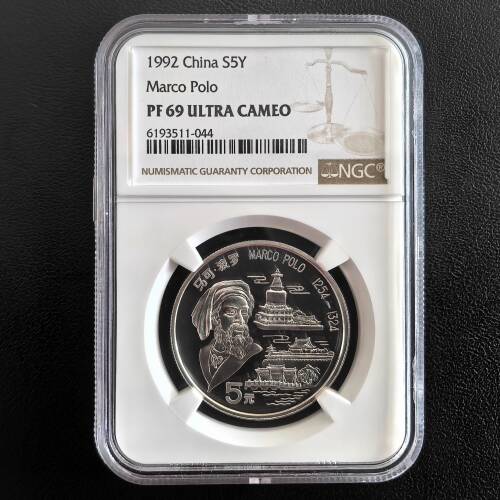 1992 China S5Y
Marco Polo
PF 69 ULTRA CAMEO
6193511-044
NUMISMATIC GUARANTY CORPORATION
NGC®
马可·波罗 MARCO POLO 1254-1324
5元